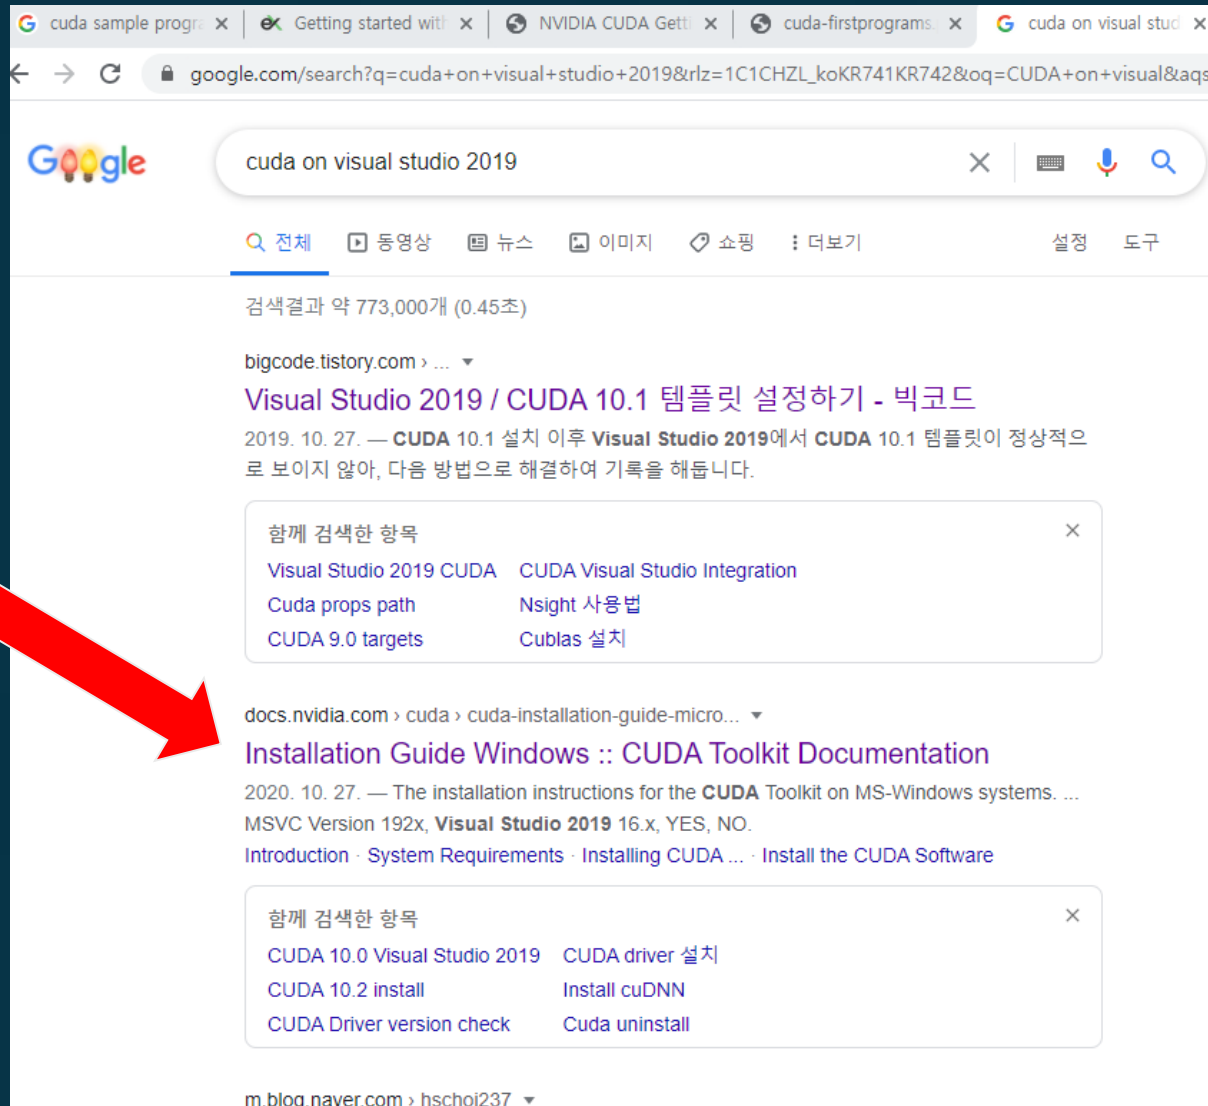 cuda sample progra
Getting started with
NVIDIA CUDA Getti
cuda-firstprograms.
cuda on visual stud
google.com/search?q=cuda+on+visual+studio+2019&rlz=1C1CHZL_koKR741KR742&oq=CUDA+on+visual&aqs
Google
cuda on visual studio 2019
전체 동영상 뉴스 이미지 쇼핑 더보기 설정 도구
검색결과 약 773,000개 (0.45초)
bigcode.tistory.com › ...
Visual Studio 2019 / CUDA 10.1 템플릿 설정하기 - 빅코드
2019. 10. 27. — CUDA 10.1 설치 이후 Visual Studio 2019에서 CUDA 10.1 템플릿이 정상적으
로 보이지 않아, 다음 방법으로 해결하여 기록을 해둡니다.
함께 검색한 항목
Visual Studio 2019 CUDA CUDA Visual Studio Integration
Cuda props path Nsight 사용법
CUDA 9.0 targets Cublas 설치
docs.nvidia.com › cuda › cuda-installation-guide-micro...
Installation Guide Windows :: CUDA Toolkit Documentation
2020. 10. 27. — The installation instructions for the CUDA Toolkit on MS-Windows systems. ...
MSVC Version 192x, Visual Studio 2019 16.x, YES, NO.
Introduction · System Requirements · Installing CUDA ... · Install the CUDA Software
함께 검색한 항목
CUDA 10.0 Visual Studio 2019 CUDA driver 설치
CUDA 10.2 install Install cuDNN
CUDA Driver version check Cuda uninstall
m.blog.naver.com › hschoi237